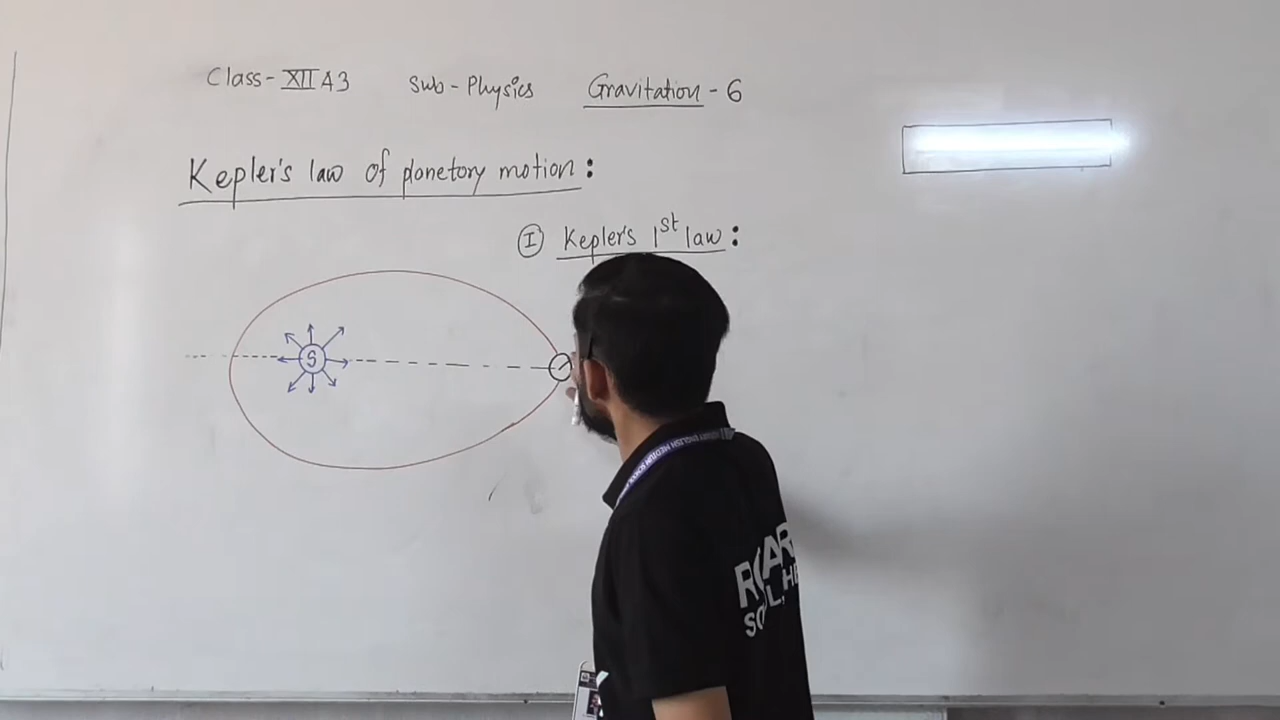 Class-XII A3 Sub-Physics Gravitation-6
Kepler's law of planetory motion:
I Kepler's 1st law:
S